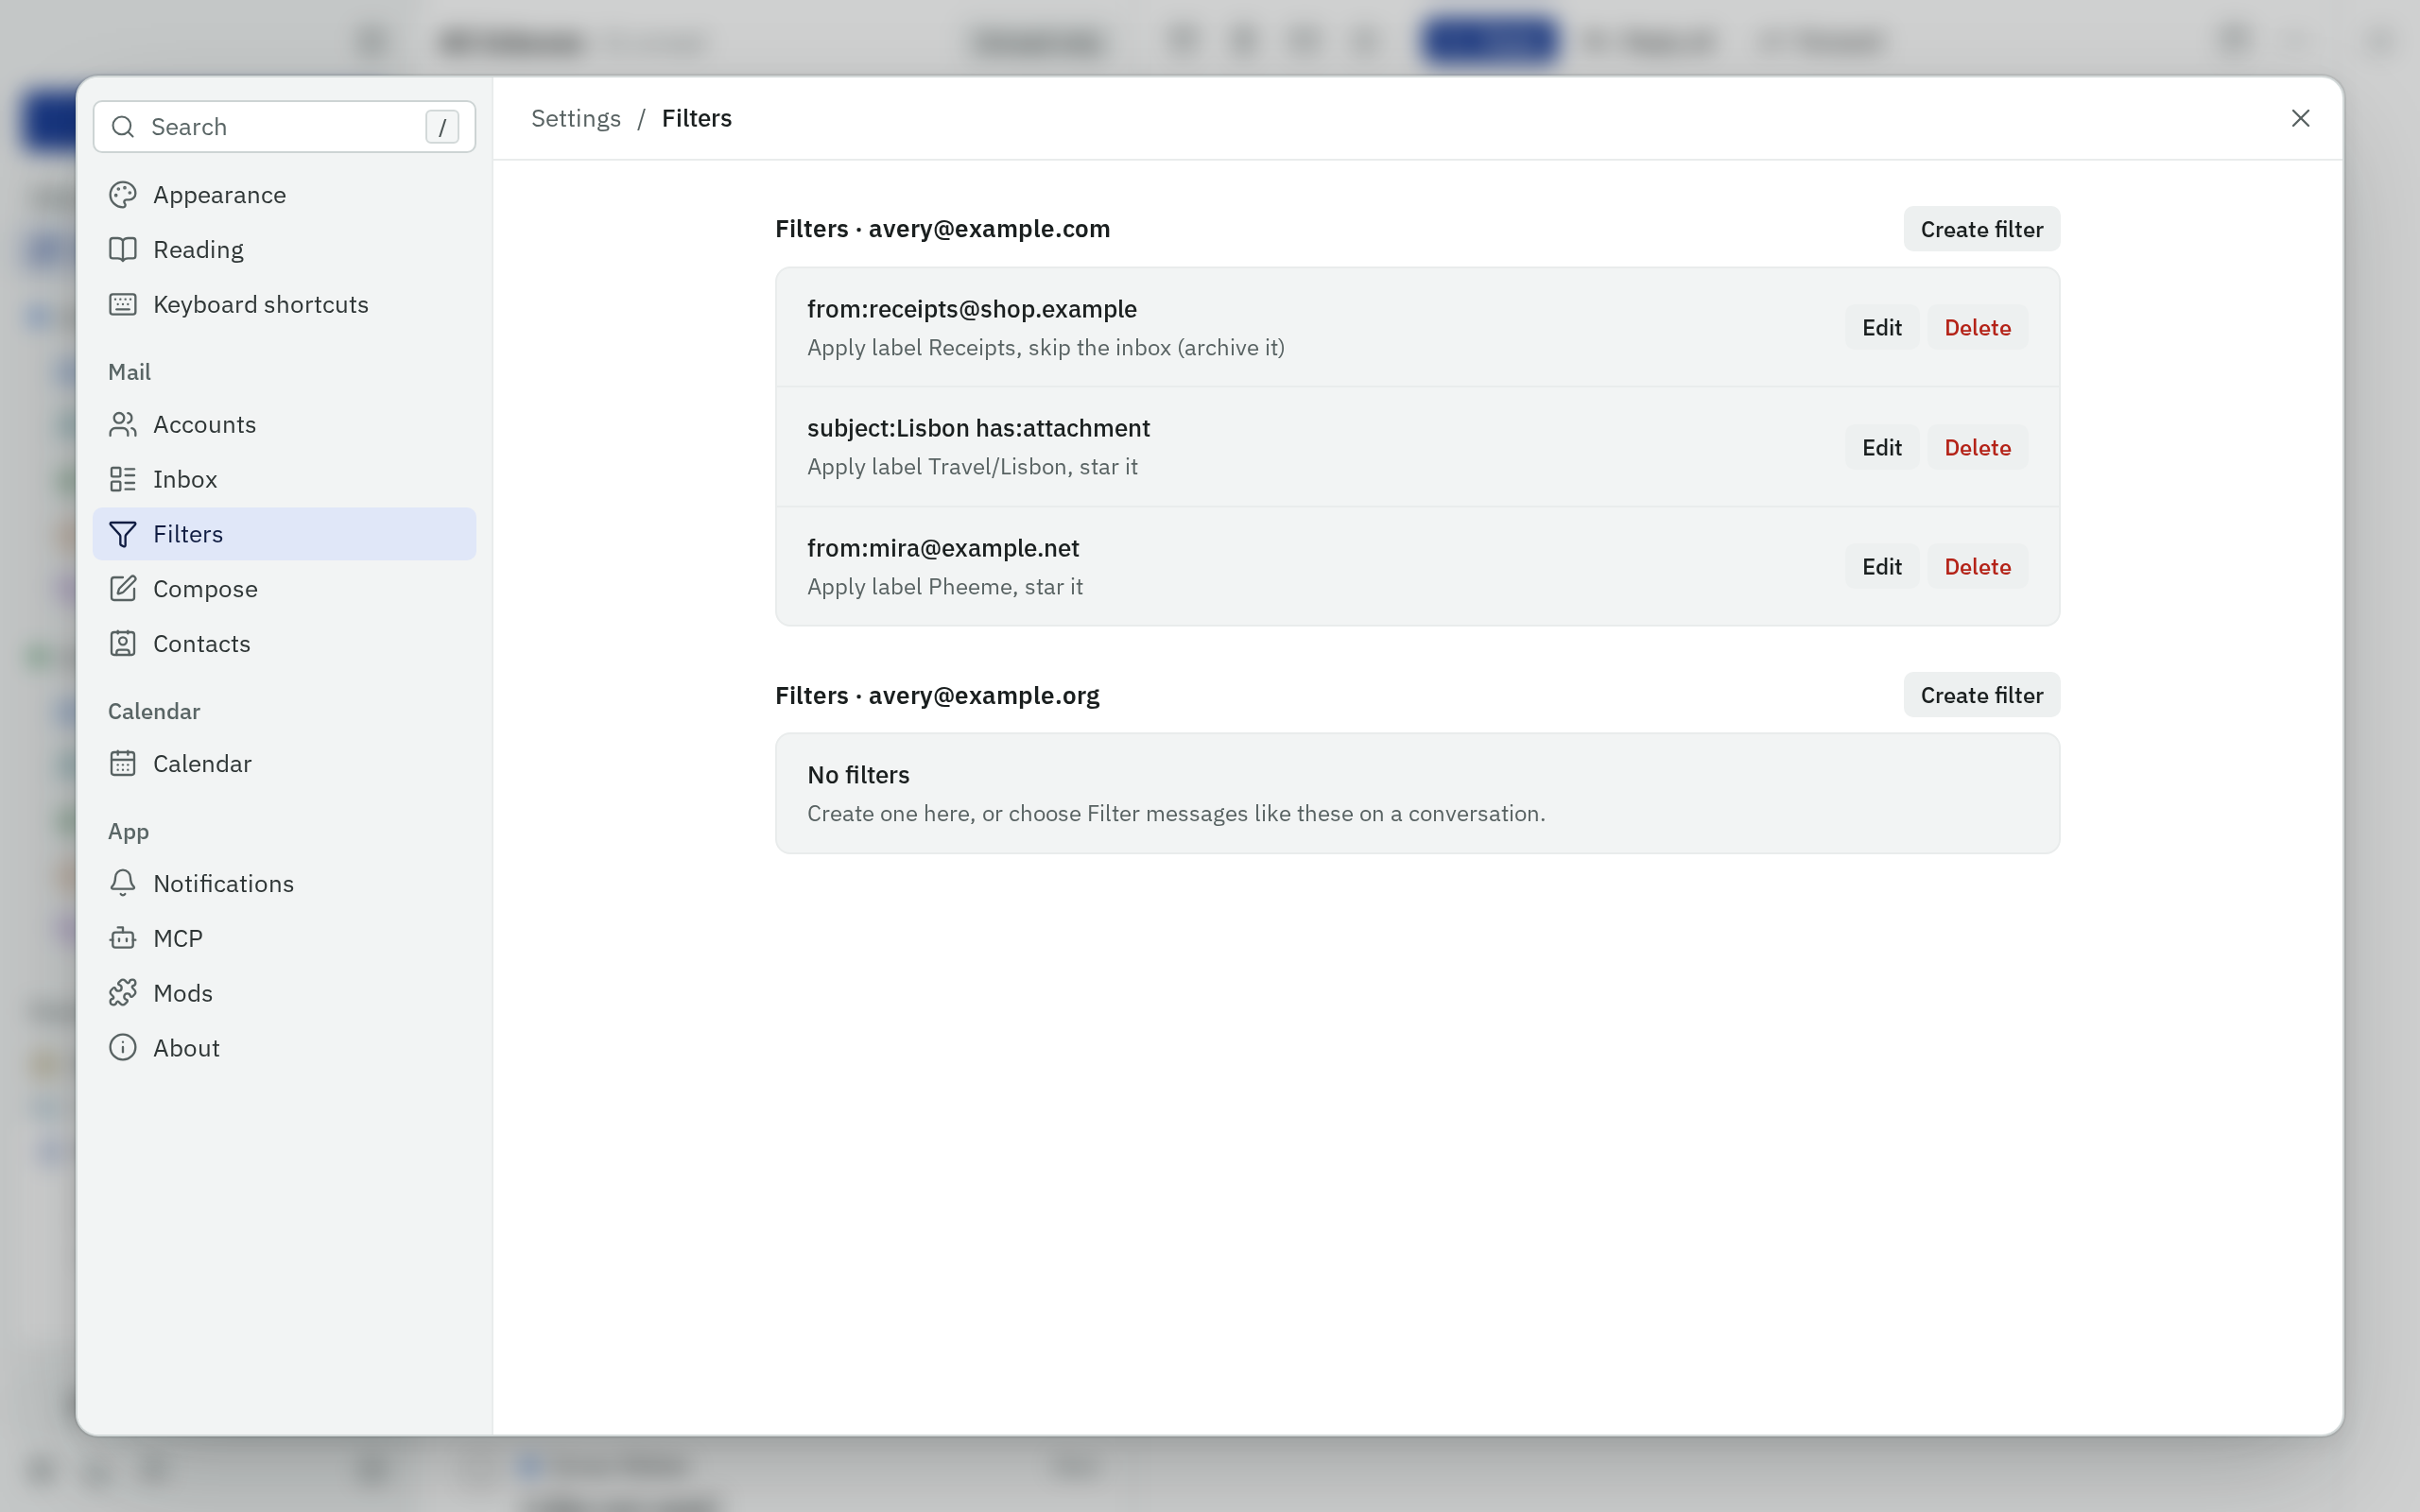 Search /
Appearance
Reading
Keyboard shortcuts
Mail
Accounts
Inbox
Filters
Compose
Contacts
Calendar
Calendar
App
Notifications
MCP
Mods
About
Settings / Filters
Filters · avery@example.com
Create filter
from:receipts@shop.example
Apply label Receipts, skip the inbox (archive it)
Edit Delete
subject:Lisbon has:attachment
Apply label Travel/Lisbon, star it
Edit Delete
from:mira@example.net
Apply label Pheeme, star it
Edit Delete
Filters · avery@example.org
Create filter
No filters
Create one here, or choose Filter messages like these on a conversation.